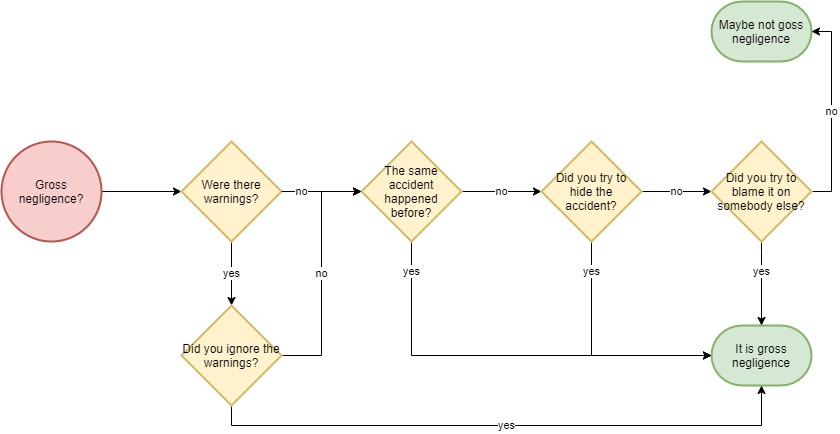 Maybe not goss
negligence
no
Gross
negligence?
Were there
warnings?
no
The same
accident
happened
before?
no
Did you try to
hide the
accident?
no
Did you try to
blame it on
somebody else?
yes
no
yes
yes
yes
Did you ignore the
warnings?
It is gross
negligence
yes